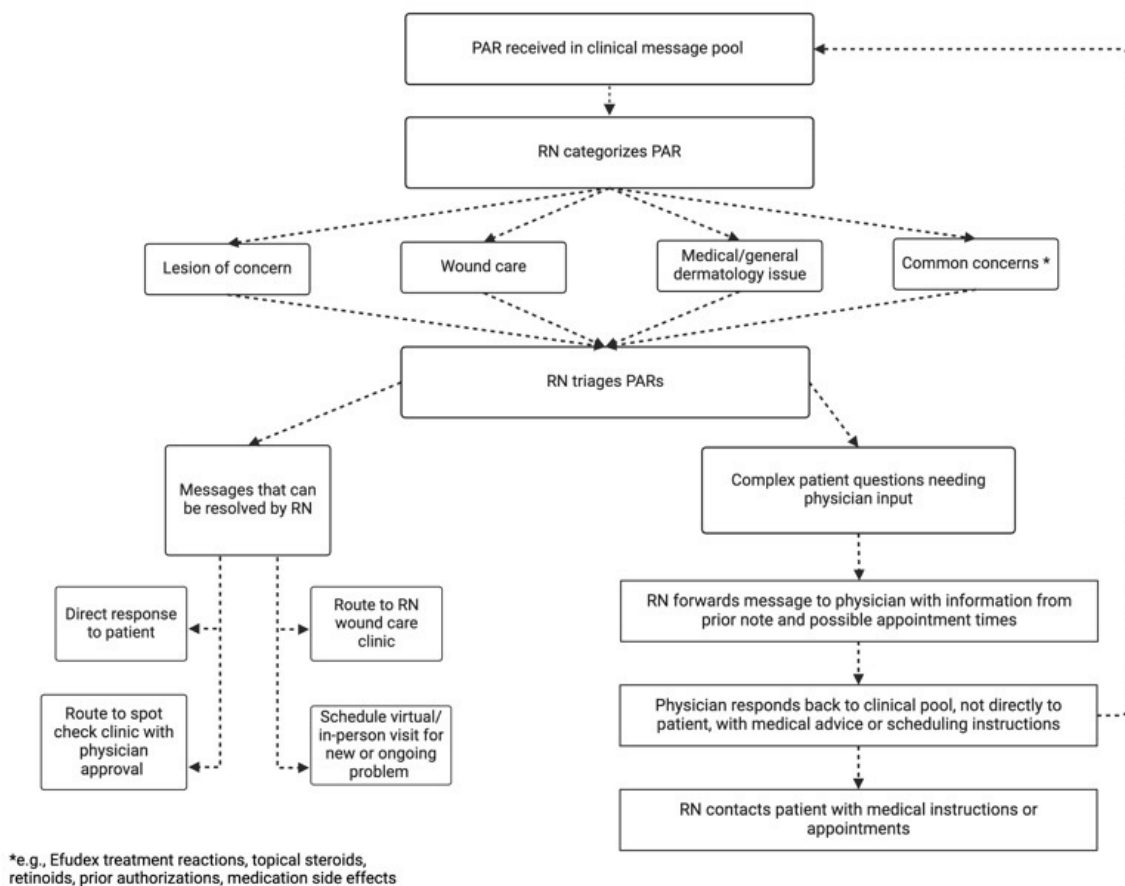 PAR received in clinical message pool
RN categorizes PAR
Lesion of concern
Wound care
Medical/general
dermatology issue
Common concerns *
RN triages PARs
Messages that can
be resolved by RN
Complex patient questions needing
physician input
Direct response
to patient
Route to RN
wound care
clinic
RN forwards message to physician with information from
prior note and possible appointment times
Route to spot
check clinic with
physician
approval
Schedule virtual/
in-person visit for
new or ongoing
problem
Physician responds back to clinical pool, not directly to
patient, with medical advice or scheduling instructions
RN contacts patient with medical instructions or
appointments
*e.g., Efudex treatment reactions, topical steroids,
retinoids, prior authorizations, medication side effects